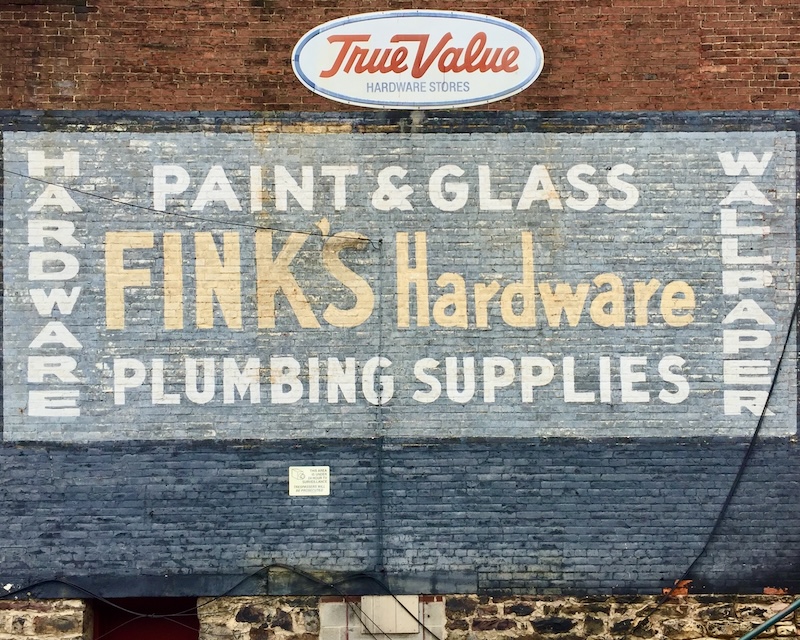 True Value
HARDWARE STORES
HARDWARE
PAINT & GLASS
FINK'S Hardware
PLUMBING SUPPLIES
WALLPAPER